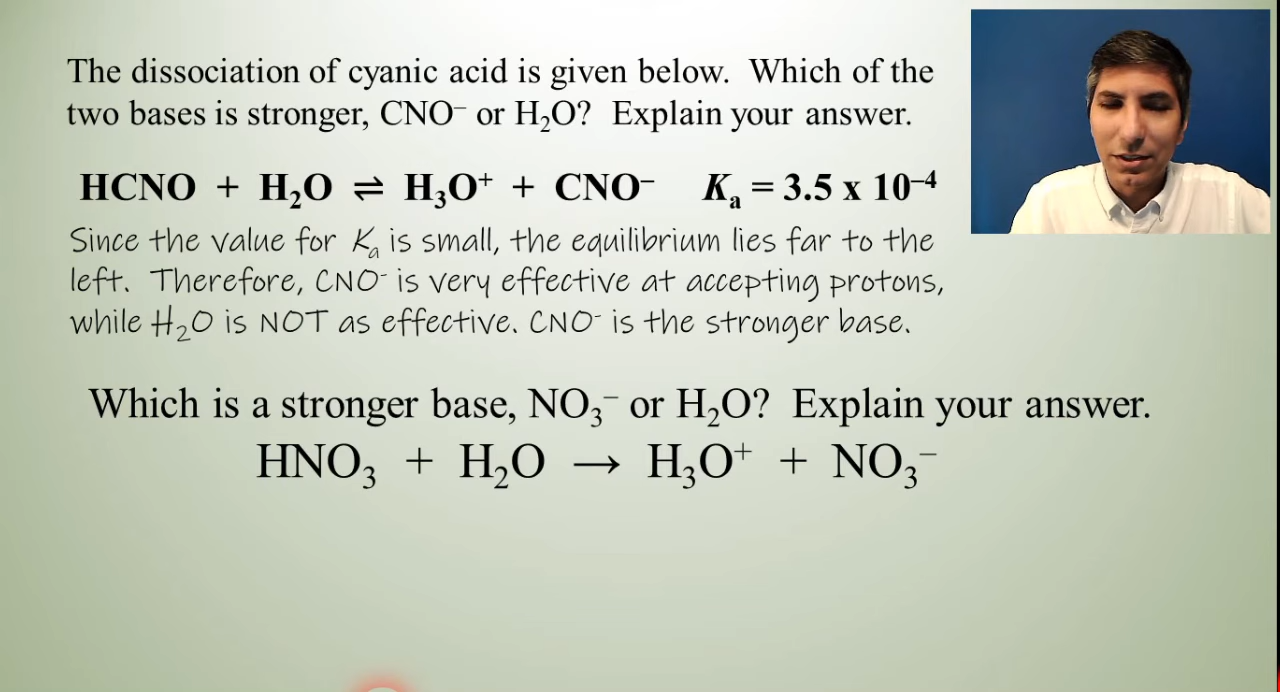 The dissociation of cyanic acid is given below. Which of the
two bases is stronger, CNO⁻ or H₂O? Explain your answer.
HCNO + H₂O ⇌ H₃O⁺ + CNO⁻ Kₐ = 3.5 x 10⁻⁴
Since the value for Kₐ is small, the equilibrium lies far to the
left. Therefore, CNO⁻ is very effective at accepting protons,
while H₂O is NOT as effective. CNO⁻ is the stronger base.
Which is a stronger base, NO₃⁻ or H₂O? Explain your answer.
HNO₃ + H₂O → H₃O⁺ + NO₃⁻